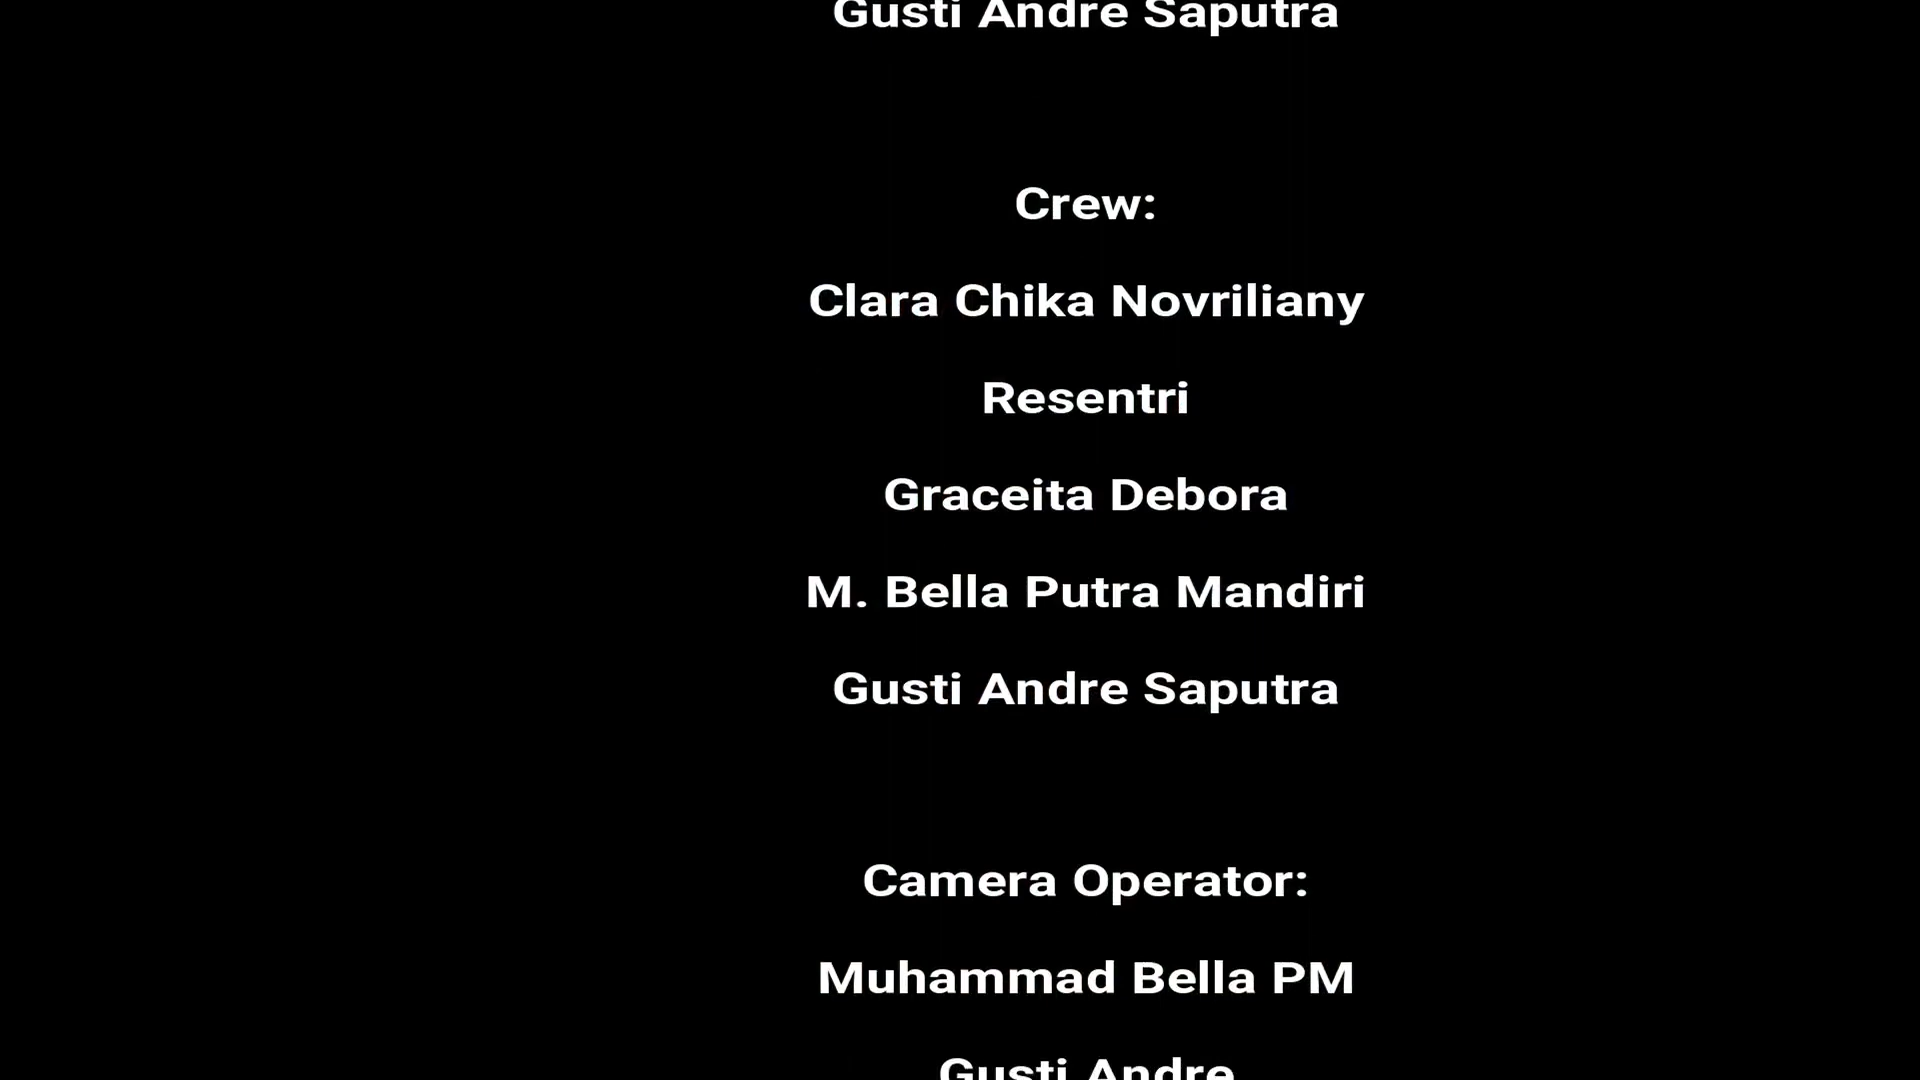 Gusti Andre Saputra
Crew:
Clara Chika Novriliany
Resentri
Graceita Debora
M. Bella Putra Mandiri
Gusti Andre Saputra
Camera Operator:
Muhammad Bella PM
Gusti Andre